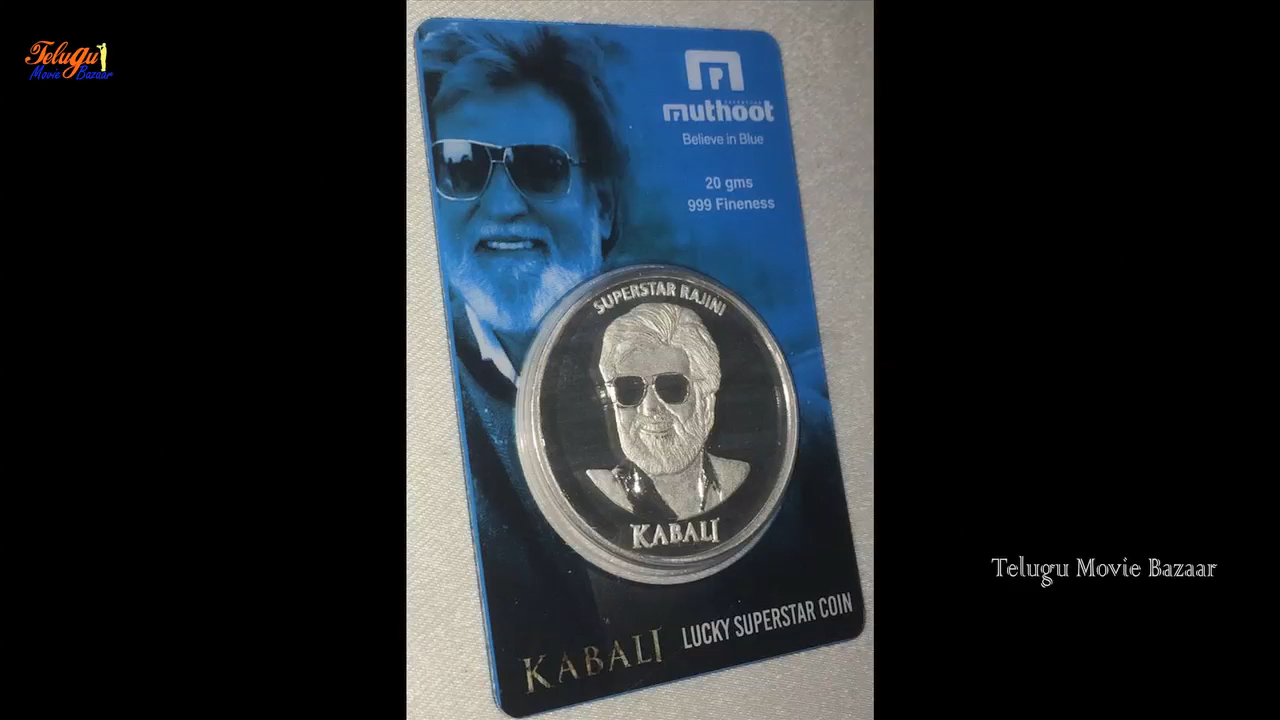 Telugu
Movie Bazaar
muthoot
Believe in Blue
20 gms
999 Fineness
SUPERSTAR RAJINI
KABALI
Telugu Movie Bazaar
LUCKY SUPERSTAR COIN
KABALI